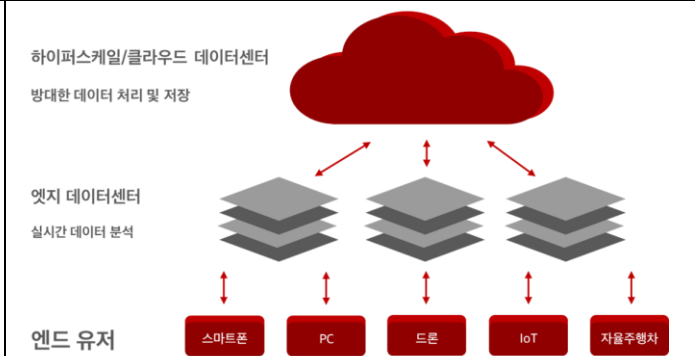 하이퍼스케일/클라우드 데이터센터
방대한 데이터 처리 및 저장
엣지 데이터센터
실시간 데이터 분석
엔드 유저
스마트폰
PC
드론
IoT
자율주행차